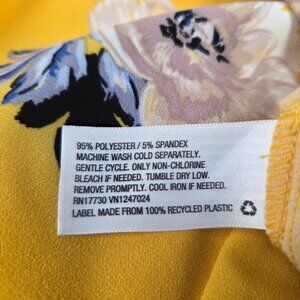 95% POLYESTER / 5% SPANDEX
MACHINE WASH COLD SEPARATELY.
GENTLE CYCLE. ONLY NON-CHLORINE
BLEACH IF NEEDED. TUMBLE DRY LOW.
REMOVE PROMPTLY. COOL IRON IF NEEDED.
RN17730 VN1247024
LABEL MADE FROM 100% RECYCLED PLASTIC